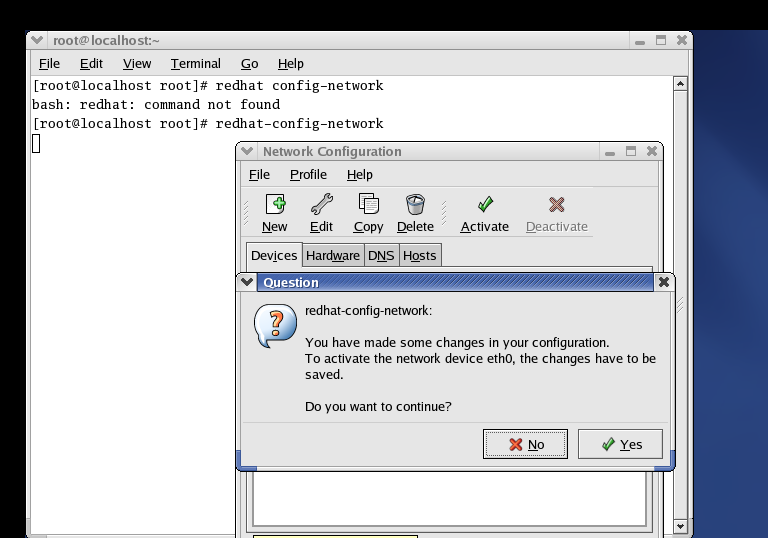 root@localhost:~
File Edit View Terminal Go Help
[root@localhost root]# redhat config-network
bash: redhat: command not found
[root@localhost root]# redhat-config-network
Network Configuration
File Profile Help
New Edit Copy Delete Activate Deactivate
Devices Hardware DNS Hosts
Question
redhat-config-network:
You have made some changes in your configuration.
To activate the network device eth0, the changes have to be
saved.
Do you want to continue?
No Yes